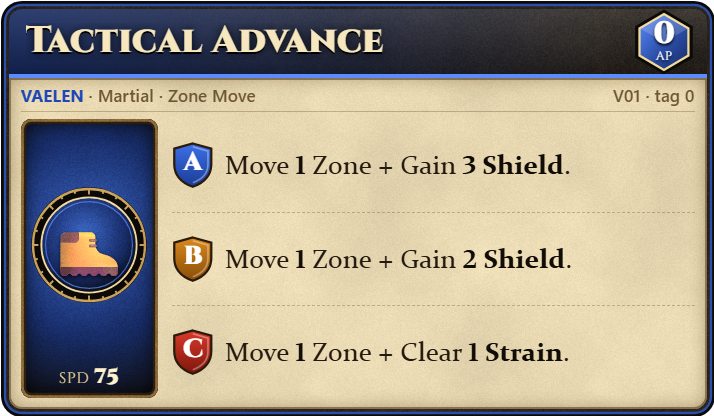 Tactical Advance
0
AP
VAELEN · Martial · Zone Move
V01 · tag 0
A
Move 1 Zone + Gain 3 Shield.
B
Move 1 Zone + Gain 2 Shield.
C
Move 1 Zone + Clear 1 Strain.
SPD 75